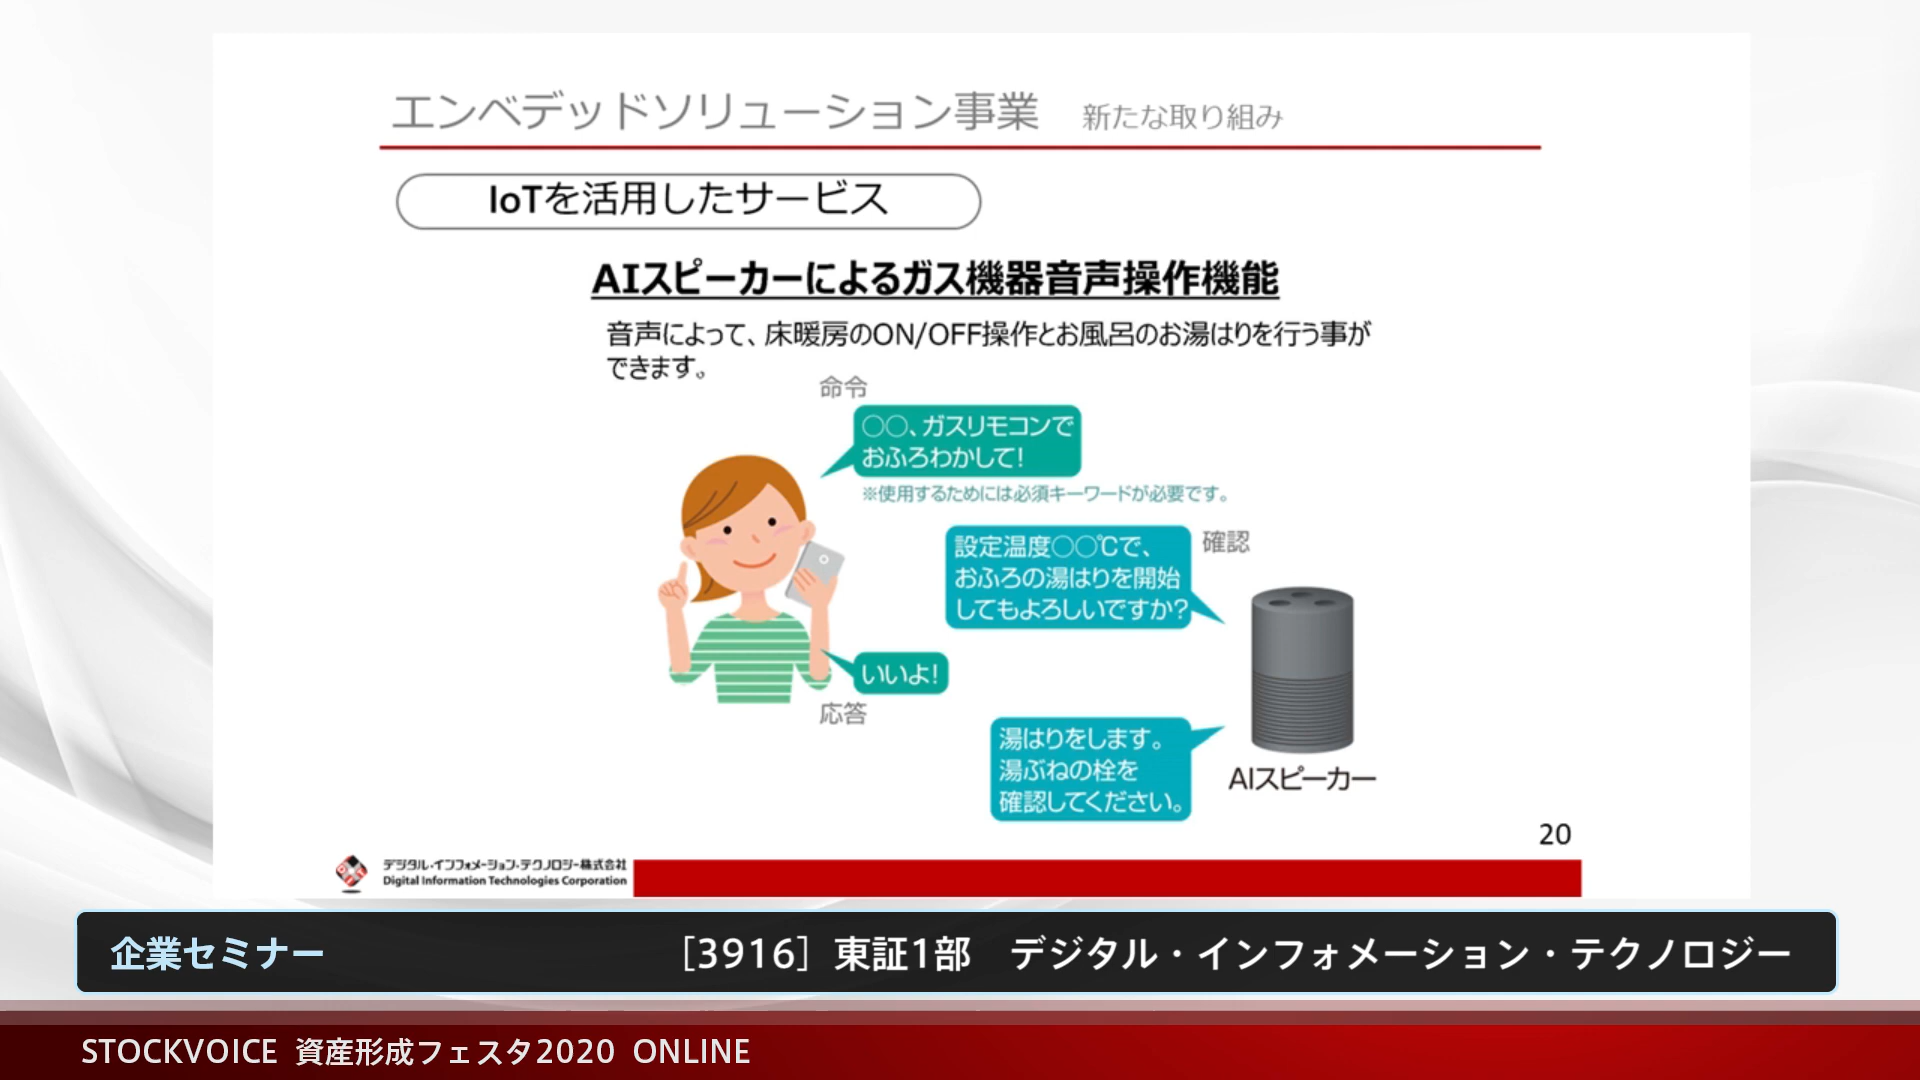 エンベデッドソリューション事業　新たな取り組み
IoTを活用したサービス
AIスピーカーによるガス機器音声操作機能
音声によって、床暖房のON/OFF操作とお風呂のお湯はりを行う事が
できます。
命令
○○、ガスリモコンで
おふろわかして!
※使用するためには必須キーワードが必要です。
設定温度○○℃で、
おふろの湯はりを開始
してもよろしいですか?
確認
いいよ!
応答
湯はりをします。
湯ぶねの栓を
確認してください。
AIスピーカー
20
デジタル・インフォメーション・テクノロジー株式会社
Digital Information Technologies Corporation
企業セミナー
［3916］東証1部　デジタル・インフォメーション・テクノロジー
STOCKVOICE 資産形成フェスタ2020 ONLINE